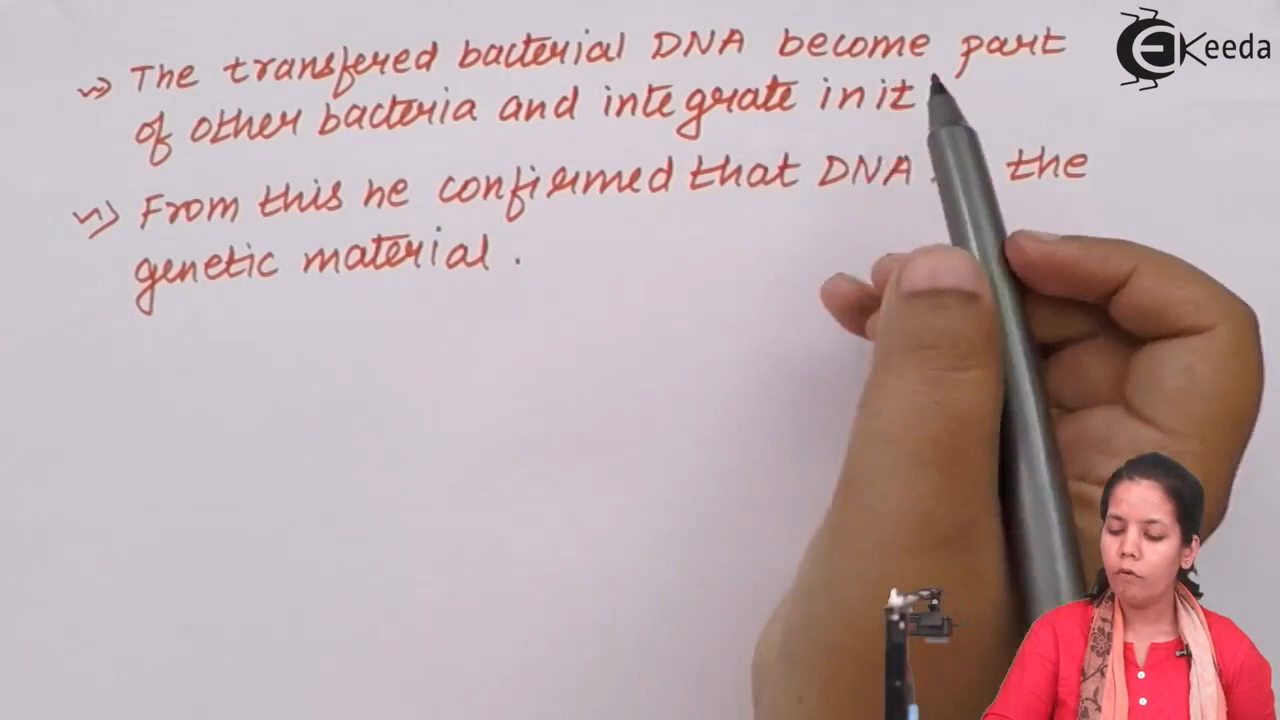 The transfered bacterial DNA become part
of other bacteria and integrate in it
From this he confirmed that DNA the
genetic material.
EKeeda